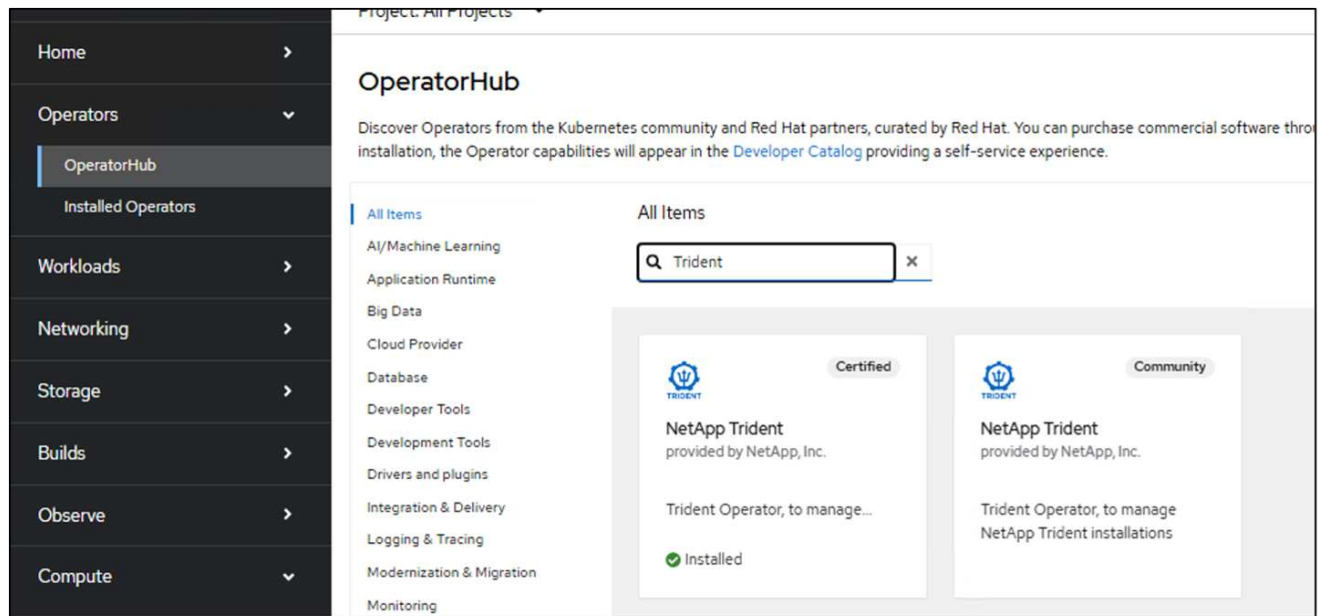 Project: All Projects
Home
Operators
OperatorHub
Installed Operators
Workloads
Networking
Storage
Builds
Observe
Compute
OperatorHub
Discover Operators from the Kubernetes community and Red Hat partners, curated by Red Hat. You can purchase commercial software thro
installation, the Operator capabilities will appear in the Developer Catalog providing a self-service experience.
All Items
AI/Machine Learning
Application Runtime
Big Data
Cloud Provider
Database
Developer Tools
Development Tools
Drivers and plugins
Integration & Delivery
Logging & Tracing
Modernization & Migration
Monitoring
All Items
Trident
Certified
TRIDENT
NetApp Trident
provided by NetApp, Inc.
Trident Operator, to manage...
Installed
Community
TRIDENT
NetApp Trident
provided by NetApp, Inc.
Trident Operator, to manage
NetApp Trident installations